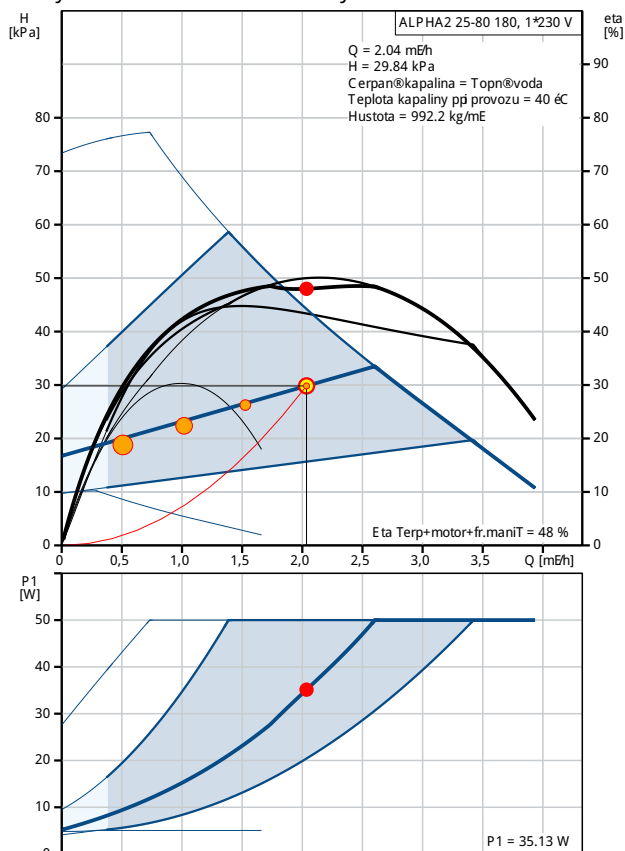 H
[kPa]
ALPHA2 25-80 180, 1*230 V
eta
[%]
Q = 2.04 mÉ/h
H = 29.84 kPa
Cerpan®kapalina = Topn®voda
Teplota kapaliny ppi provozu = 40 éC
Hustota = 992.2 kg/mE
90
80
80
70
70
60
60
50
50
40
40
30
30
20
20
10
10
0
0
Eta Terp+motor+fr.maniT = 48 %
0
0,5
1,0
1,5
2,0
2,5
3,0
3,5
Q [mE/h]
P1
[W]
50
40
30
20
10
P1 = 35.13 W